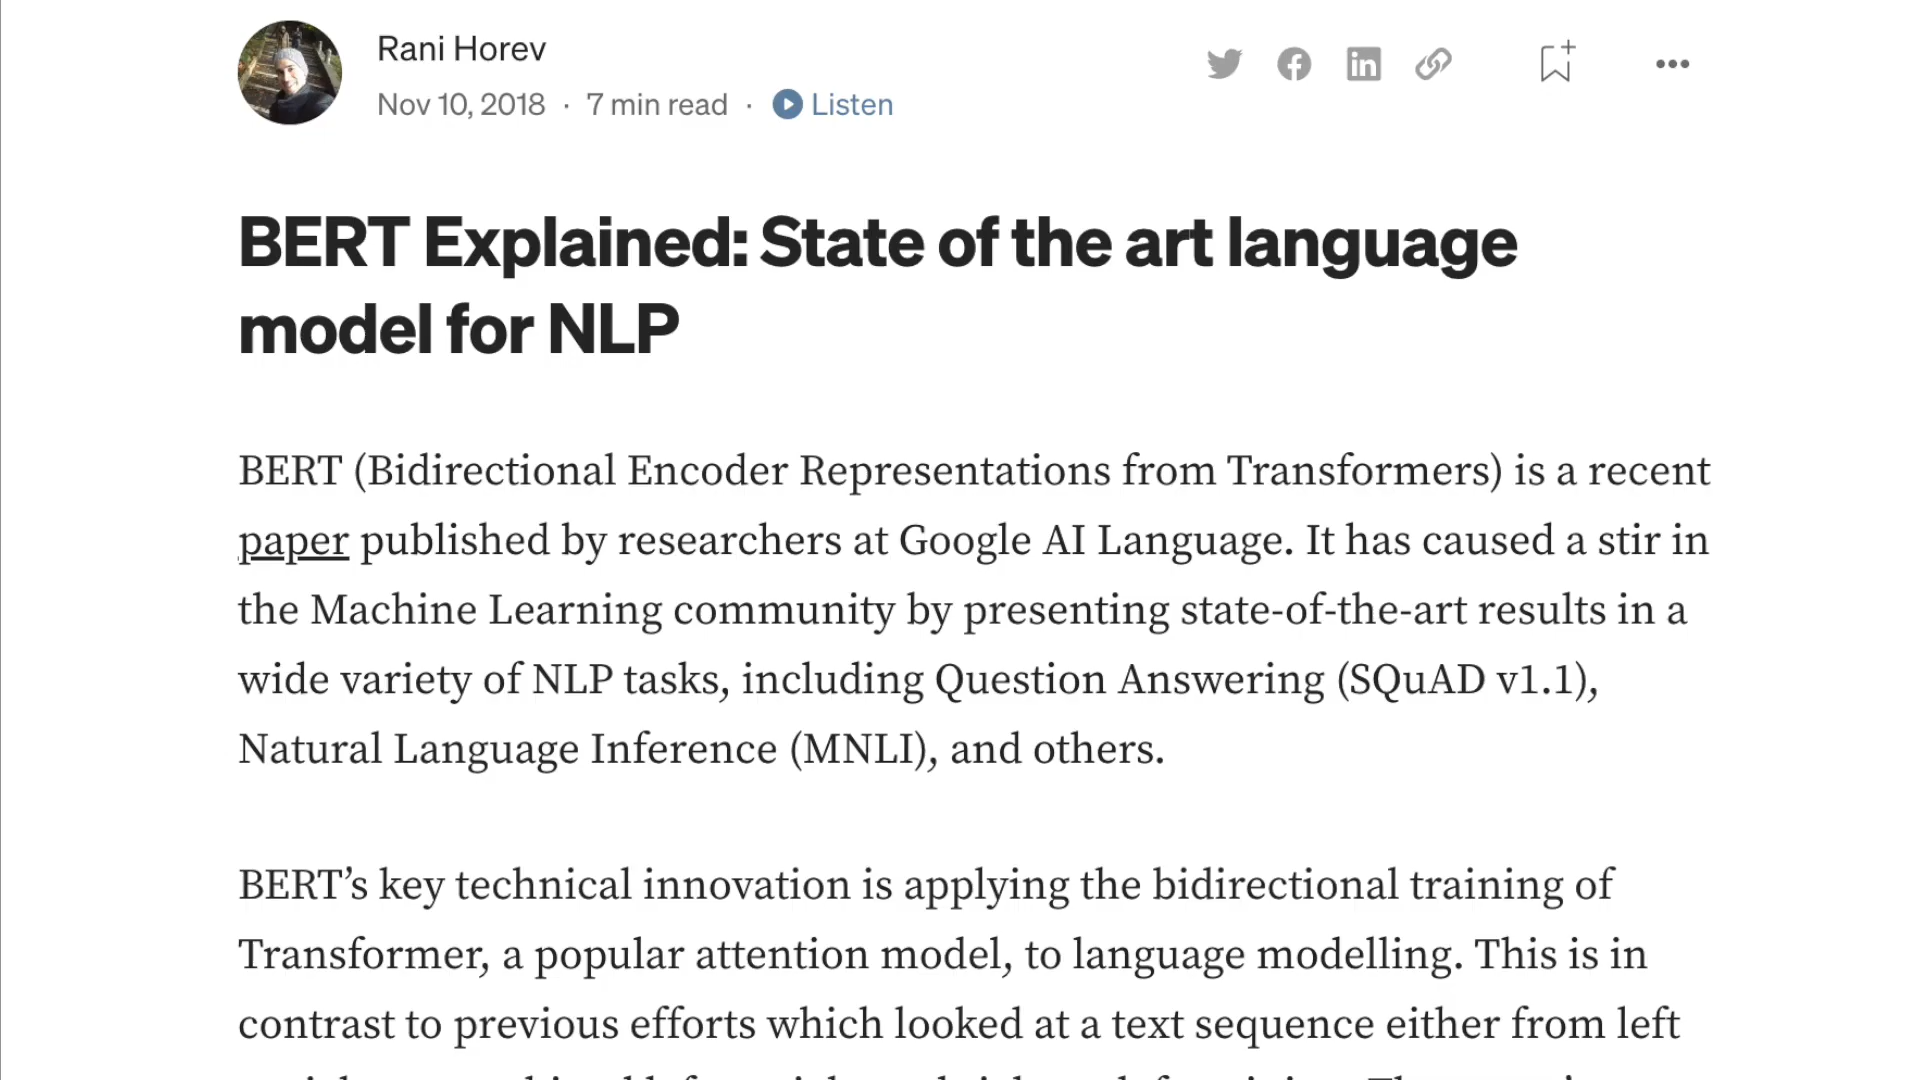 Rani Horev
Nov 10, 2018 · 7 min read · Listen
BERT Explained: State of the art language
model for NLP
BERT (Bidirectional Encoder Representations from Transformers) is a recent
paper published by researchers at Google AI Language. It has caused a stir in
the Machine Learning community by presenting state-of-the-art results in a
wide variety of NLP tasks, including Question Answering (SQuAD v1.1),
Natural Language Inference (MNLI), and others.
BERT’s key technical innovation is applying the bidirectional training of
Transformer, a popular attention model, to language modelling. This is in
contrast to previous efforts which looked at a text sequence either from left